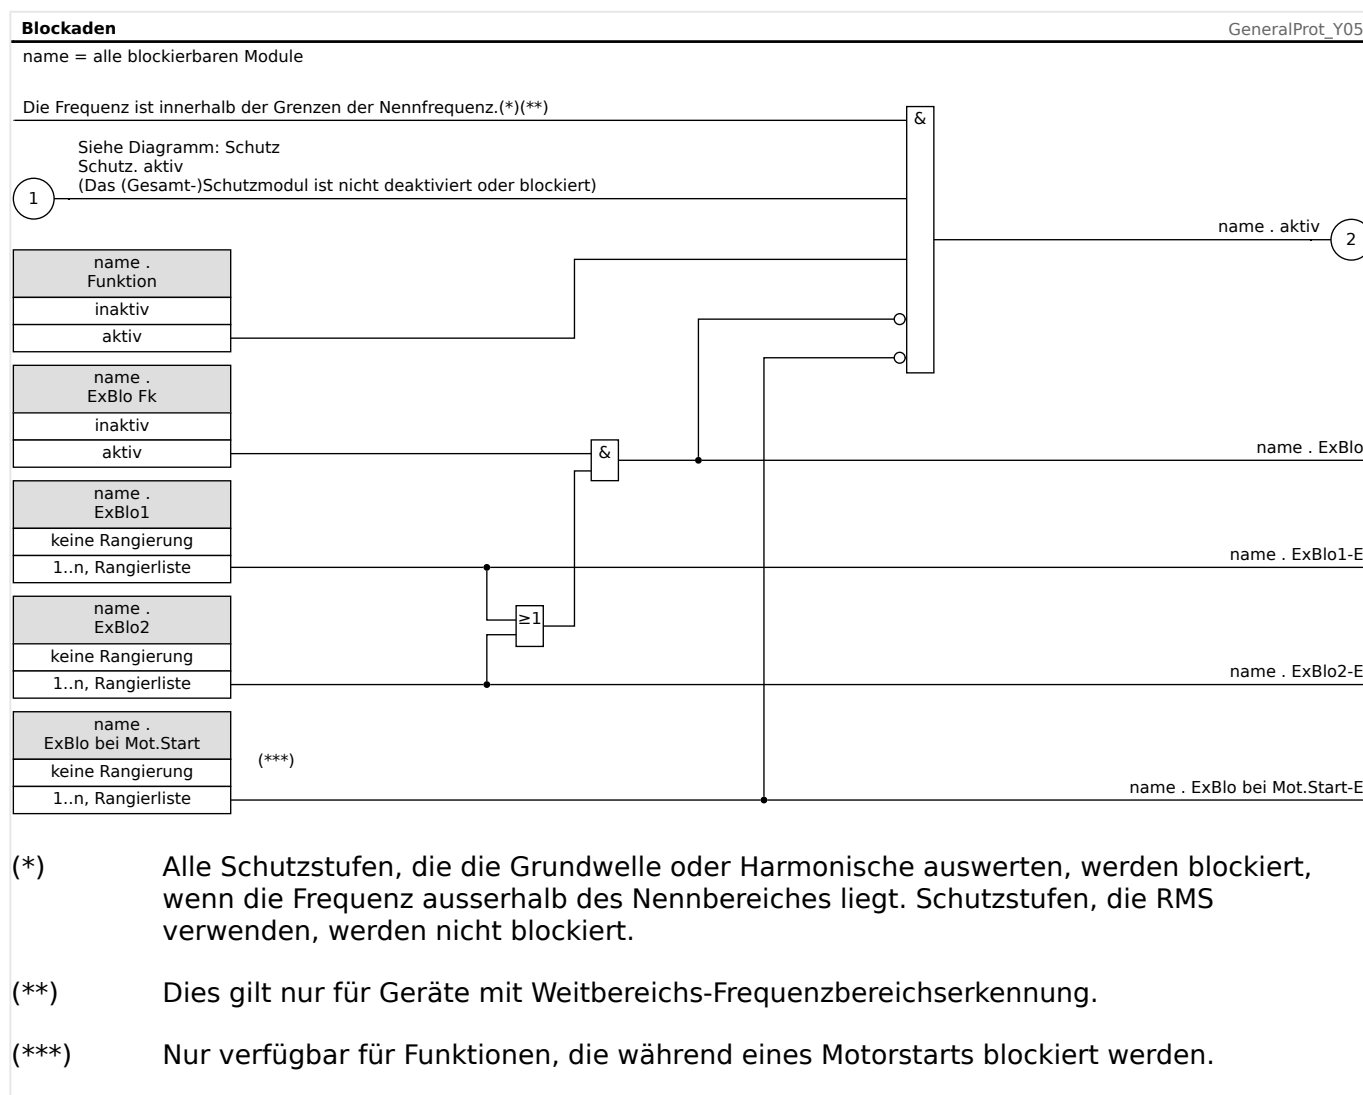 Blockaden
GeneralProt_Y05
name = alle blockierbaren Module
Die Frequenz ist innerhalb der Grenzen der Nennfrequenz.(*)(**)
&
Siehe Diagramm: Schutz
Schutz. aktiv
(Das (Gesamt-)Schutzmodul ist nicht deaktiviert oder blockiert)
1
name . aktiv
2
name .
Funktion
inaktiv
aktiv
name .
ExBlo Fk
inaktiv
aktiv
&
name . ExBlo
name .
ExBlo1
keine Rangierung
1..n, Rangierliste
name . ExBlo1-E
≥1
name .
ExBlo2
keine Rangierung
1..n, Rangierliste
name . ExBlo2-E
name .
ExBlo bei Mot.Start
keine Rangierung
1..n, Rangierliste
(***)
name . ExBlo bei Mot.Start-E
(*) Alle Schutzstufen, die die Grundwelle oder Harmonische auswerten, werden blockiert,
wenn die Frequenz ausserhalb des Nennbereiches liegt. Schutzstufen, die RMS
verwenden, werden nicht blockiert.
(**) Dies gilt nur für Geräte mit Weitbereichs-Frequenzbereichserkennung.
(***) Nur verfügbar für Funktionen, die während eines Motorstarts blockiert werden.